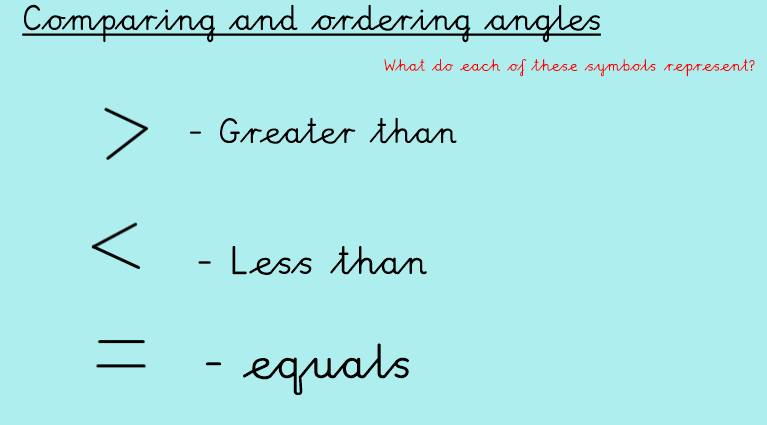 Comparing and ordering angles
What do each of these symbols represent?
> - Greater than
< - Less than
= - equals